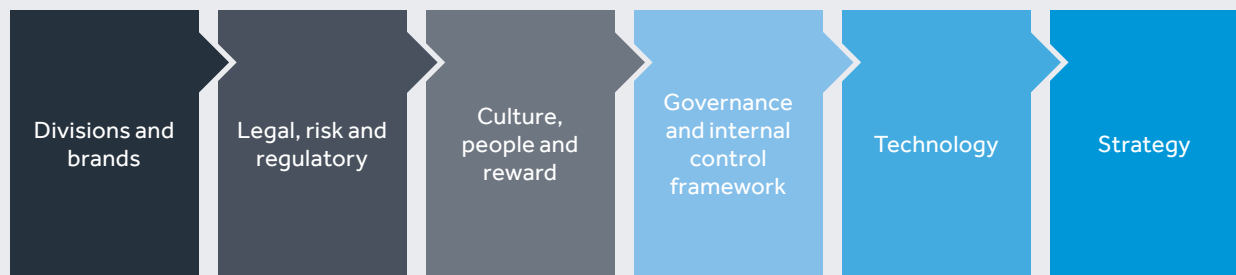 Divisions and
brands
Legal, risk and
regulatory
Culture,
people and
reward
Governance
and internal
control
framework
Technology
Strategy